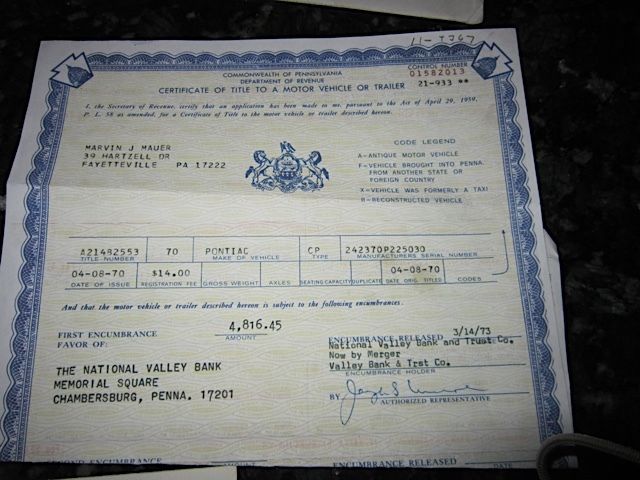 CONTROL NUMBER
01582013
21-933 **
COMMONWEALTH OF PENNSYLVANIA
DEPARTMENT OF REVENUE
CERTIFICATE OF TITLE TO A MOTOR VEHICLE OR TRAILER
I, the Secretary of Revenue, certify that an application has been made to me, pursuant to the Act of April 29, 1959,
P. L. 58 as amended, for a Certificate of Title to the motor vehicle or trailer described hereon.
MARVIN J MAUER
39 HARTZELL DR
FAYETTEVILLE PA 17222
CODE LEGEND
A-ANTIQUE MOTOR VEHICLE
F-VEHICLE BROUGHT INTO PENNA.
FROM ANOTHER STATE OR
FOREIGN COUNTRY
X-VEHICLE WAS FORMERLY A TAXI
R-RECONSTRUCTED VEHICLE
A21482553 70 PONTIAC CP 242370P225030
TITLE NUMBER MAKE OF VEHICLE TYPE MANUFACTURERS SERIAL NUMBER
04-08-70 $14.00 04-08-70
DATE OF ISSUE REGISTRATION FEE GROSS WEIGHT AXLES SEATING CAPACITY DUPLICATE DATE ORIG. TITLED CODES
And that the motor vehicle or trailer described hereon is subject to the following encumbrances.
FIRST ENCUMBRANCE
FAVOR OF:
4,816.45
AMOUNT
THE NATIONAL VALLEY BANK
MEMORIAL SQUARE
CHAMBERSBURG, PENNA. 17201
ENCUMBRANCE RELEASED 3/14/73
National Valley Bank and Trust Co.
Now by Merger
Valley Bank & Trst Co.
ENCUMBRANCE HOLDER
BY
AUTHORIZED REPRESENTATIVE
SECOND ENCUMBRANCE AMOUNT ENCUMBRANCE RELEASED DATE